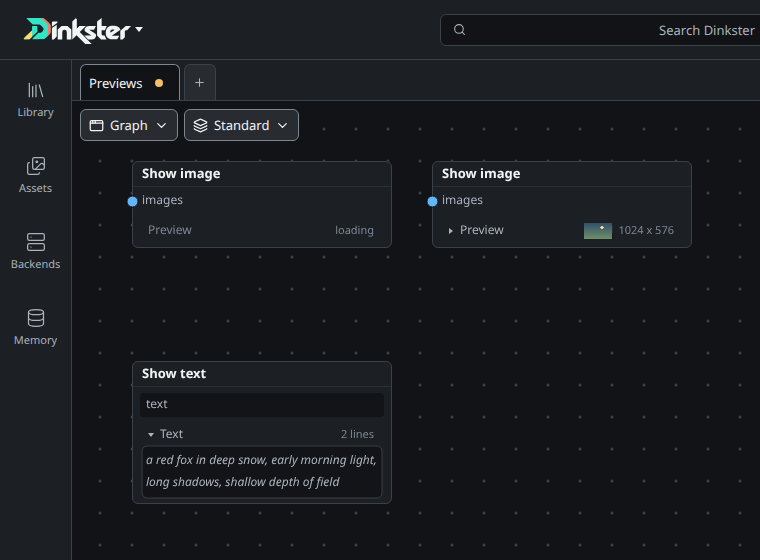 Dinkster
Search Dinkster
Library
Assets
Backends
Memory
Previews
+
Graph
Standard
Show image
images
Preview
loading
Show image
images
Preview
1024 x 576
Show text
text
Text
2 lines
a red fox in deep snow, early morning light,
long shadows, shallow depth of field